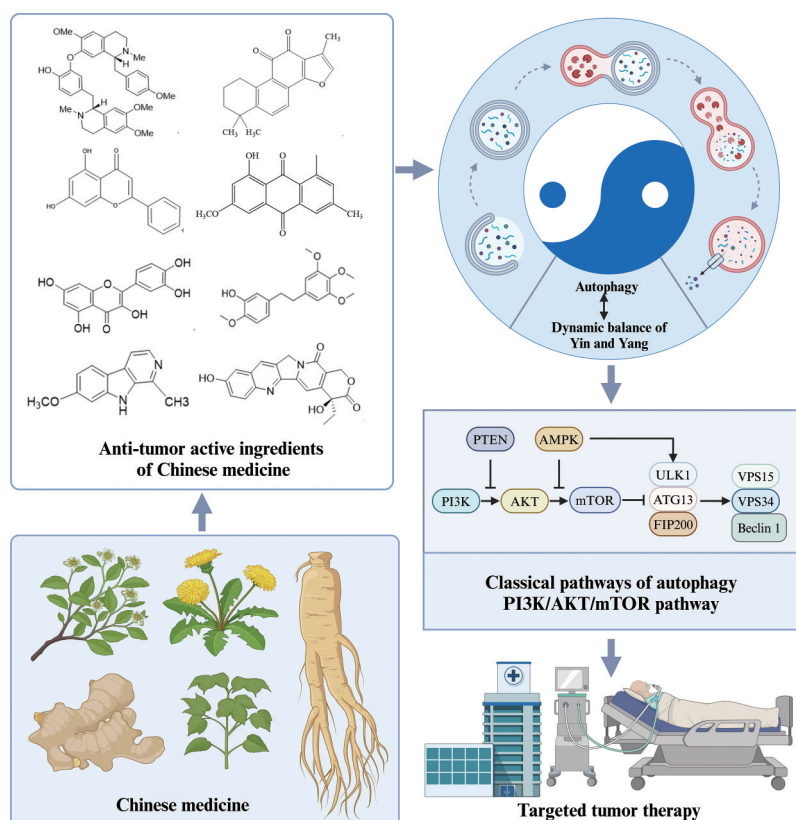 OMe
MeO
N
Me
H
O
HO
OMe
H
Me
N
OMe
OMe
O
O
CH3
O
CH3
H3C
OH
O
HO
O
OH
O
H3CO
CH3
O
OH
HO
O
OH
OH
OH
O
O
O
HO
O
O
O
N
H3CO
N
H
CH3
O
HO
N
N
O
HO
O
Anti-tumor active ingredients
of Chinese medicine
Chinese medicine
Autophagy
Dynamic balance of
Yin and Yang
PTEN
AMPK
ULK1
VPS15
PI3K
AKT
mTOR
ATG13
VPS34
FIP200
Beclin 1
Classical pathways of autophagy
PI3K/AKT/mTOR pathway
Targeted tumor therapy